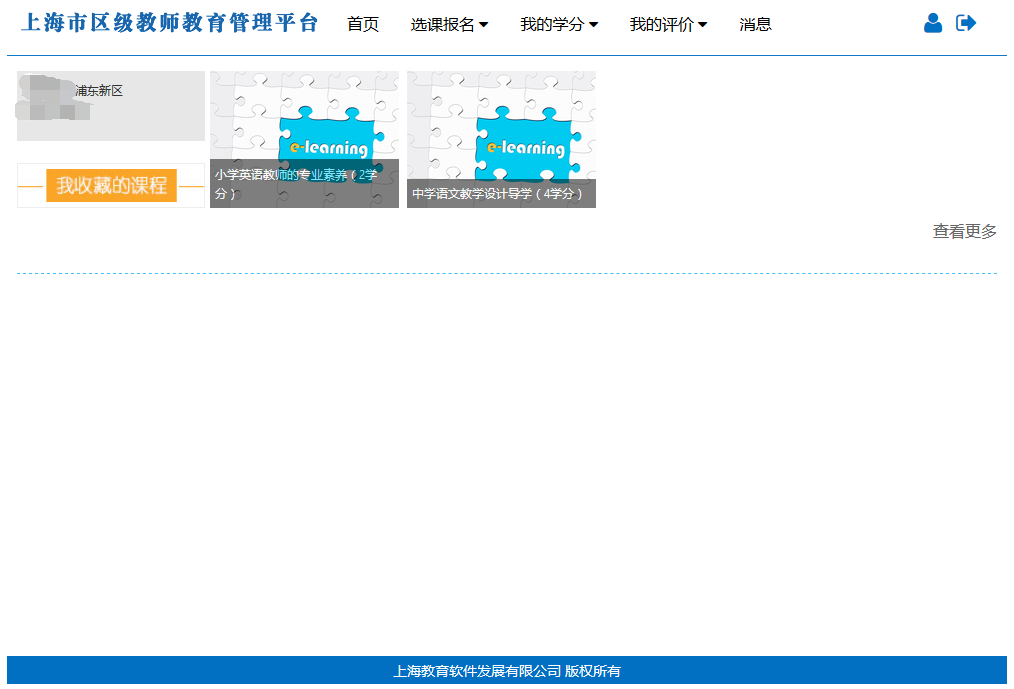 上海市区级教师教育管理平台
首页
选课报名
我的学分
我的评价
消息
浦东新区
我收藏的课程
e-learning
小学英语教师的专业素养（2学
分）
e-learning
中学语文教学设计导学（4学分）
查看更多
上海教育软件发展有限公司 版权所有